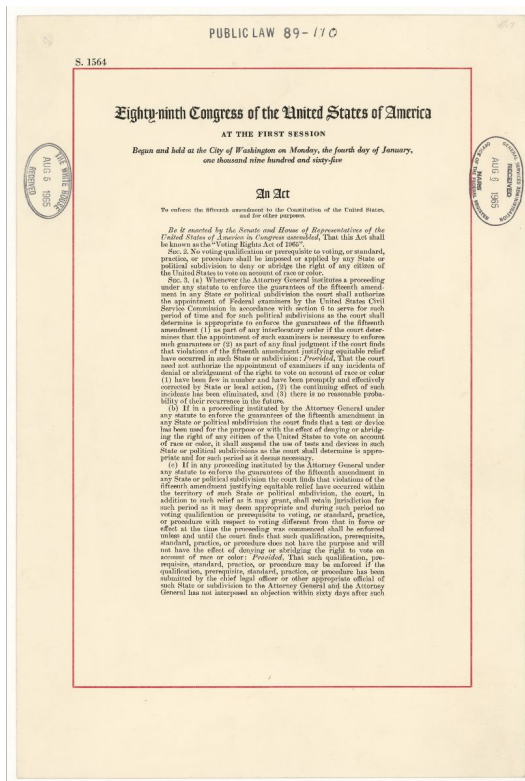 PUBLIC LAW 89-110
S. 1564
Eighty-ninth Congress of the United States of America
AT THE FIRST SESSION
Begun and held at the City of Washington on Monday, the fourth day of January,
one thousand nine hundred and sixty-five
THE WHITE HOUSE
AUG 6 1965
RECEIVED
GENERAL SERVICES ADMINISTRATION
RECEIVED
AUG 6 1965
NARS
An Act
To enforce the fifteenth amendment to the Constitution of the United States,
and for other purposes.
Be it enacted by the Senate and House of Representatives of the
United States of America in Congress assembled, That this Act shall
be known as the "Voting Rights Act of 1965".
SEC. 2. No voting qualification or prerequisite to voting, or standard,
practice, or procedure shall be imposed or applied by any State or
political subdivision to deny or abridge the right of any citizen of
the United States to vote on account of race or color.
SEC. 3. (a) Whenever the Attorney General institutes a proceeding
under any statute to enforce the guarantees of the fifteenth amend-
ment in any State or political subdivision the court shall authorize
the appointment of Federal examiners by the United States Civil
Service Commission in accordance with section 6 to serve for such
period of time and for such political subdivisions as the court shall
determine is appropriate to enforce the guarantees of the fifteenth
amendment (1) as part of any interlocutory order if the court deter-
mines that the appointment of such examiners is necessary to enforce
such guarantees or (2) as part of any final judgment if the court finds
that violations of the fifteenth amendment justifying equitable relief
have occurred in such State or subdivision: Provided, That the court
need not authorize the appointment of examiners if any incidents of
denial or abridgement of the right to vote on account of race or color
(1) have been few in number and have been promptly and effectively
corrected by State or local action, (2) the continuing effect of such
incidents has been eliminated, and (3) there is no reasonable proba-
bility of their recurrence in the future.
(b) If in a proceeding instituted by the Attorney General under
any statute to enforce the guarantees of the fifteenth amendment in
any State or political subdivision the court finds that a test or device
has been used for the purpose or with the effect of denying or abridg-
ing the right of any citizen of the United States to vote on account
of race or color, it shall suspend the use of tests and devices in such
State or political subdivisions as the court shall determine is appro-
priate and for such period as it deems necessary.
(c) If in any proceeding instituted by the Attorney General under
any statute to enforce the guarantees of the fifteenth amendment in
any State or political subdivision the court finds that violations of the
fifteenth amendment justifying equitable relief have occurred within
the territory of such State or political subdivision, the court, in
addition to such relief as it may grant, shall retain jurisdiction for
such period as it may deem appropriate and during such period no
voting qualification or prerequisite to voting, or standard, practice,
or procedure with respect to voting different from that in force or
effect at the time the proceeding was commenced shall be enforced
unless and until the court finds that such qualification, prerequisite,
standard, practice, or procedure does not have the purpose and will
not have the effect of denying or abridging the right to vote on
account of race or color: Provided, That such qualification, pre-
requisite, standard, practice, or procedure may be enforced if the
qualification, prerequisite, standard, practice, or procedure has been
submitted by the chief legal officer or other appropriate official of
such State or subdivision to the Attorney General and the Attorney
General has not interposed an objection within sixty days after such